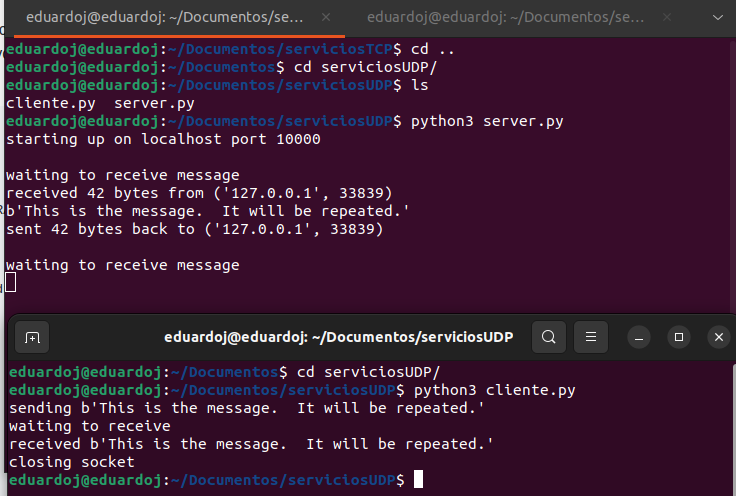 eduardoj@eduardoj: ~/Documentos/se...
eduardoj@eduardoj: ~/Documentos/se...
eduardoj@eduardoj:~/Documentos/serviciosTCP$ cd ..
eduardoj@eduardoj:~/Documentos$ cd serviciosUDP/
eduardoj@eduardoj:~/Documentos/serviciosUDP$ ls
cliente.py  server.py
eduardoj@eduardoj:~/Documentos/serviciosUDP$ python3 server.py
starting up on localhost port 10000
waiting to receive message
received 42 bytes from ('127.0.0.1', 33839)
b'This is the message.  It will be repeated.'
sent 42 bytes back to ('127.0.0.1', 33839)
waiting to receive message
eduardoj@eduardoj: ~/Documentos/serviciosUDP
eduardoj@eduardoj:~/Documentos$ cd serviciosUDP/
eduardoj@eduardoj:~/Documentos/serviciosUDP$ python3 cliente.py
sending b'This is the message.  It will be repeated.'
waiting to receive
received b'This is the message.  It will be repeated.'
closing socket
eduardoj@eduardoj:~/Documentos/serviciosUDP$